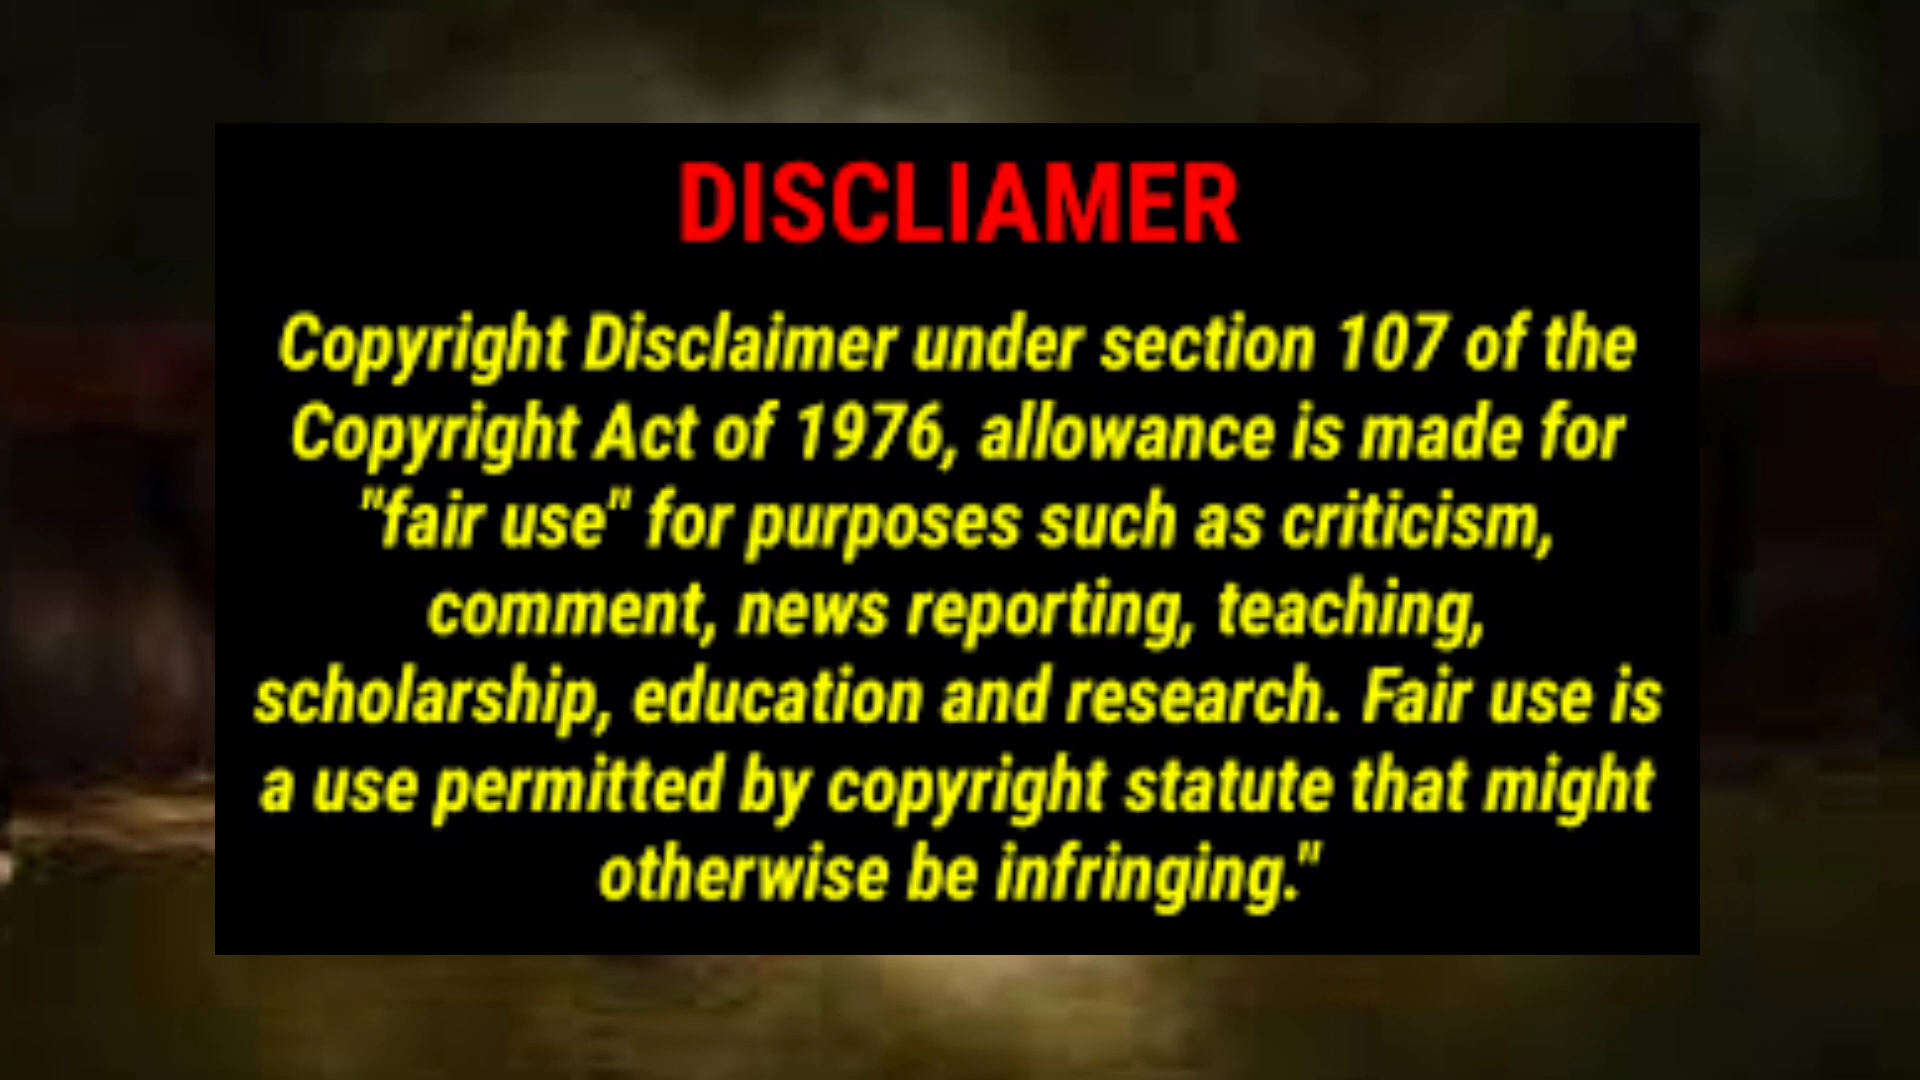 DISCLIAMER
Copyright Disclaimer under section 107 of the
Copyright Act of 1976, allowance is made for
"fair use" for purposes such as criticism,
comment, news reporting, teaching,
scholarship, education and research. Fair use is
a use permitted by copyright statute that might
otherwise be infringing."